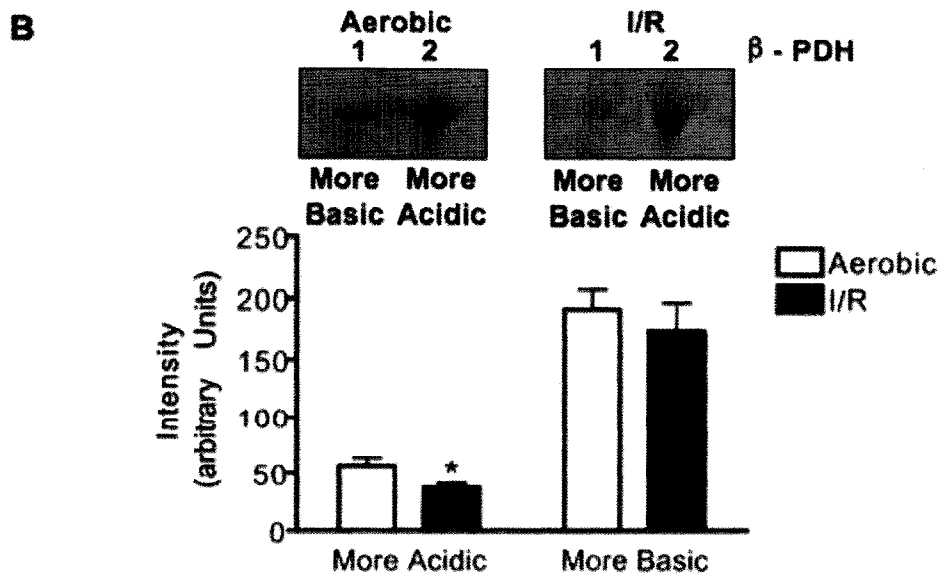 B
Aerobic I/R
1 2 1 2 β - PDH
More More More More
Basic Acidic Basic Acidic
250
200
150
100
50
0
Intensity
(arbitrary Units)
Aerobic
I/R
*
More Acidic More Basic